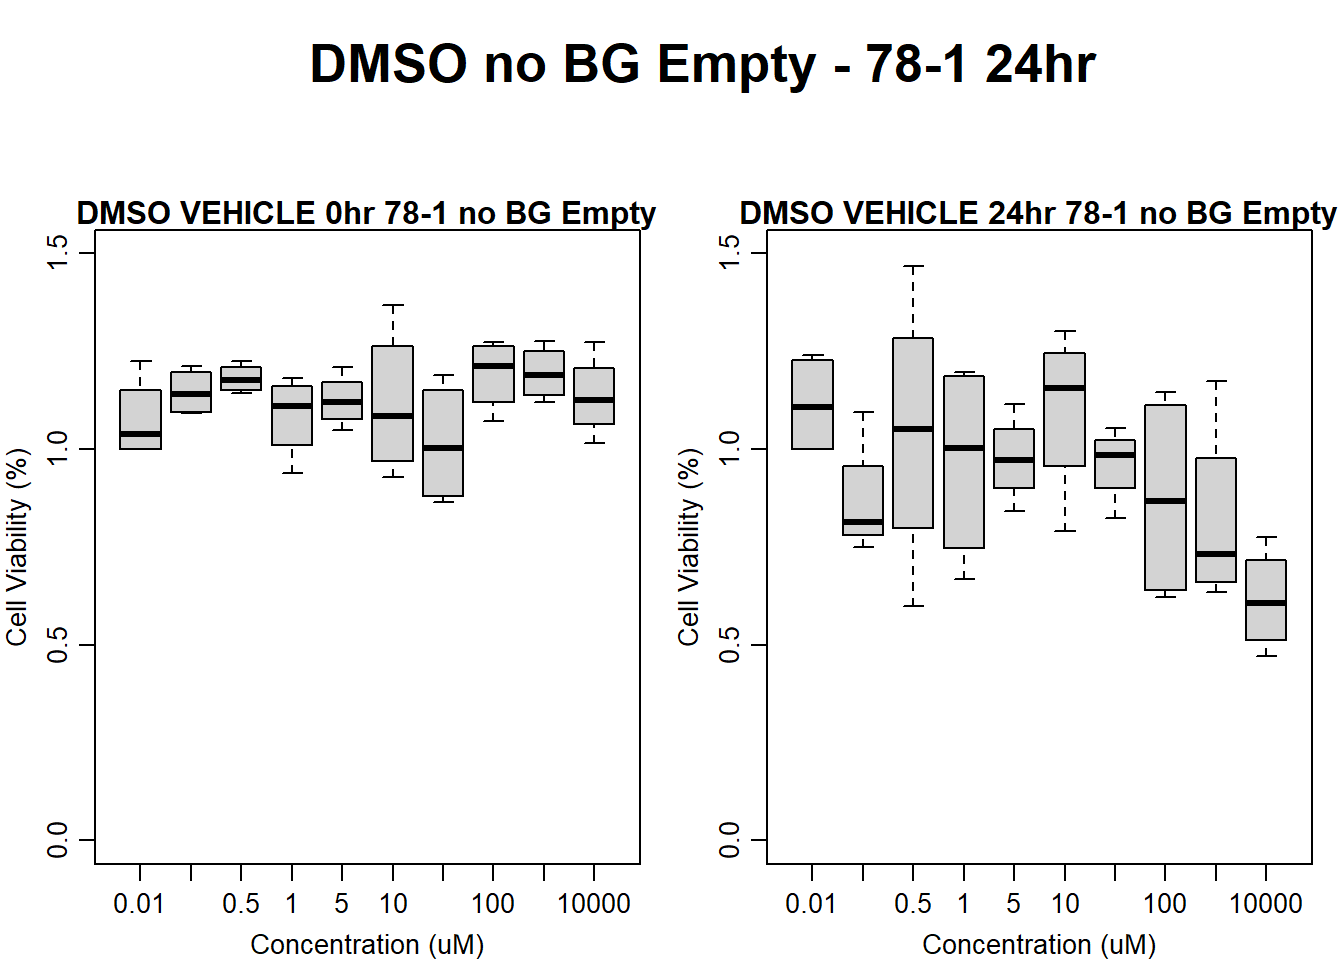 DMSO no BG Empty - 78-1 24hr
DMSO VEHICLE 0hr 78-1 no BG Empty
Cell Viability (%)
1.5
1.0
0.5
0.0
0.01 0.5 1 5 10 100 10000
Concentration (uM)
DMSO VEHICLE 24hr 78-1 no BG Empty
Cell Viability (%)
1.5
1.0
0.5
0.0
0.01 0.5 1 5 10 100 10000
Concentration (uM)